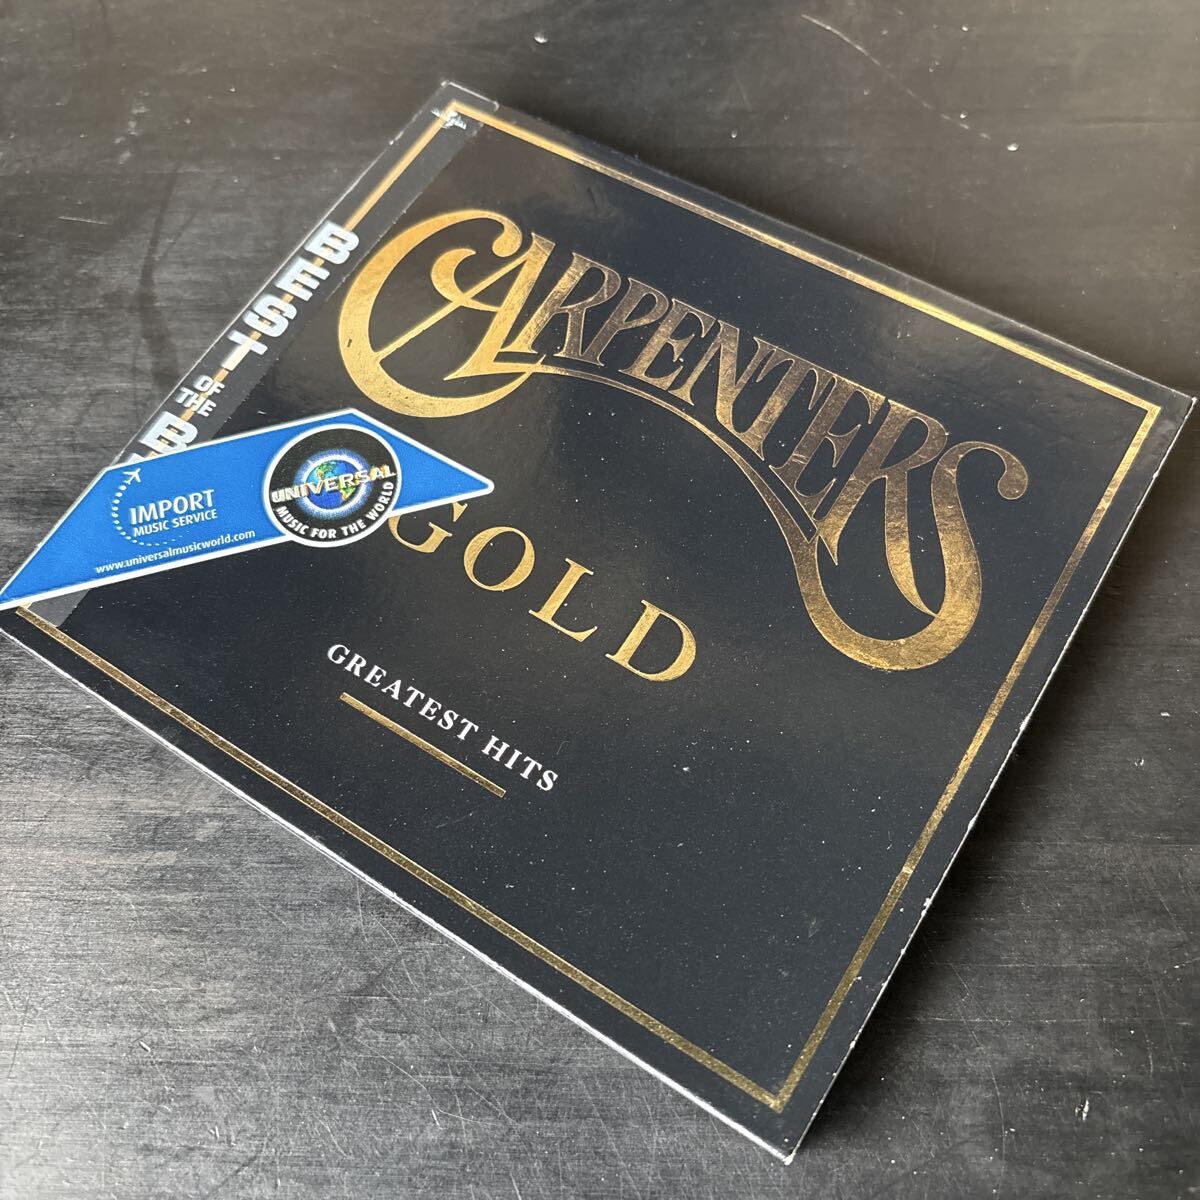 CARPENTERS
GOLD
GREATEST HITS
BEST
OF THE
IMPORT
MUSIC SERVICE
www.universalmusicworld.com
UNIVERSAL
MUSIC FOR THE WORLD